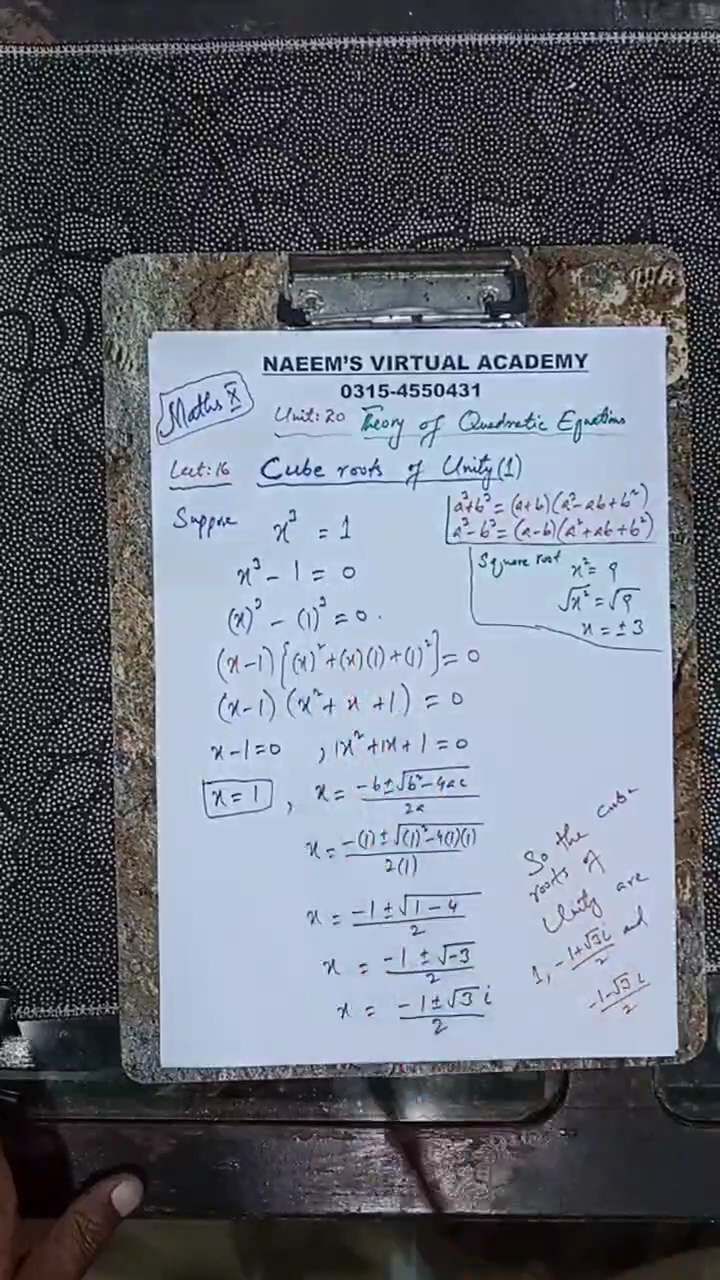 NAEEM'S VIRTUAL ACADEMY
0315-4550431
Maths X
Unit: 20 Theory of Quadratic Equations
Lect: 16 Cube roots of Unity (1)
Suppose x³ = 1
x³ - 1 = 0
(x)³ - (1)³ = 0.
(x-1) [(x)² + (x)(1) + (1)²] = 0
(x-1) (x² + x + 1) = 0
x - 1 = 0 , 1x² + 1x + 1 = 0
x = 1 , x = (-b ± √(b² - 4ac))/2a
x = (-(1) ± √((1)² - 4(1)(1)))/2(1)
x = (-1 ± √(1 - 4))/2
x = (-1 ± √-3)/2
x = (-1 ± √3 i)/2
a³+b³ = (a+b)(a²-ab+b²)
a³-b³ = (a-b)(a²+ab+b²)
Square root x² = 9
√x² = √9
x = ± 3
So the cube
roots of
Unity are
1, (-1+√3i)/2 and
(-1-√3i)/2